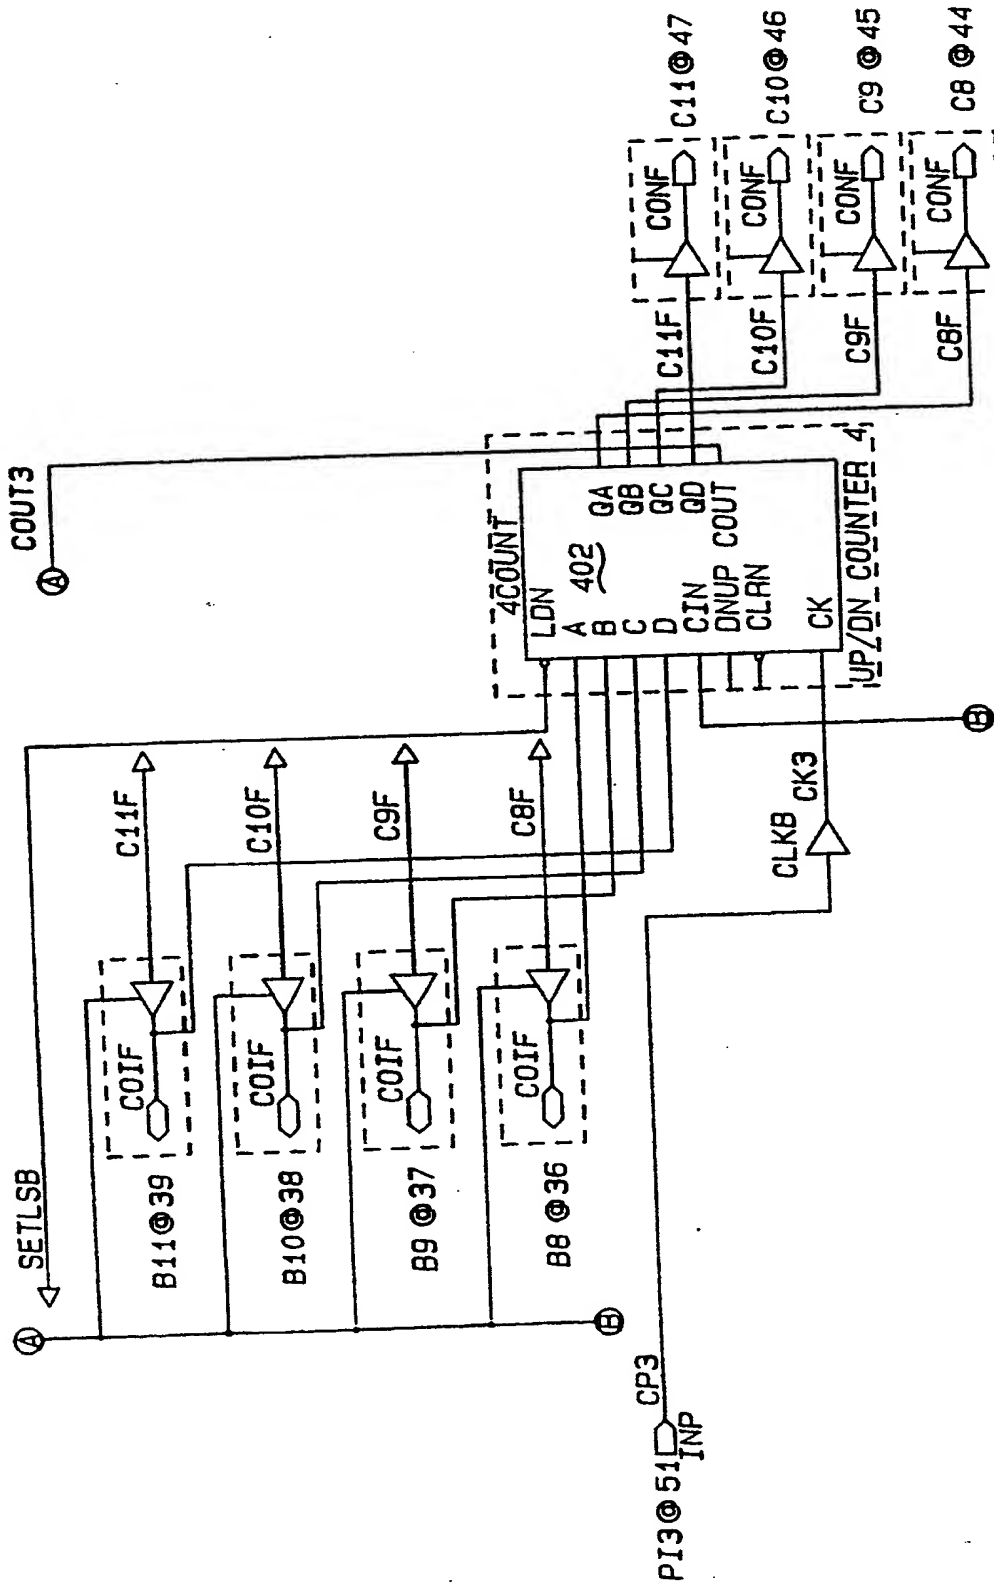 SETLSB
COUT3
A
A
B11@39
COIF
C11F
B10@38
COIF
C10F
B9@37
COIF
C9F
B8@36
COIF
C8F
B
4COUNT
LDN
A
B
C
D
CIN
DNUP
CLRN
CK
402
QA
QB
QC
QD
COUT
UP/DN COUNTER 4
C11F
CONF
C11@47
C10F
CONF
C10@46
C9F
CONF
C9@45
C8F
CONF
C8@44
B
PI3@51
INP
CP3
CLKB
CK3